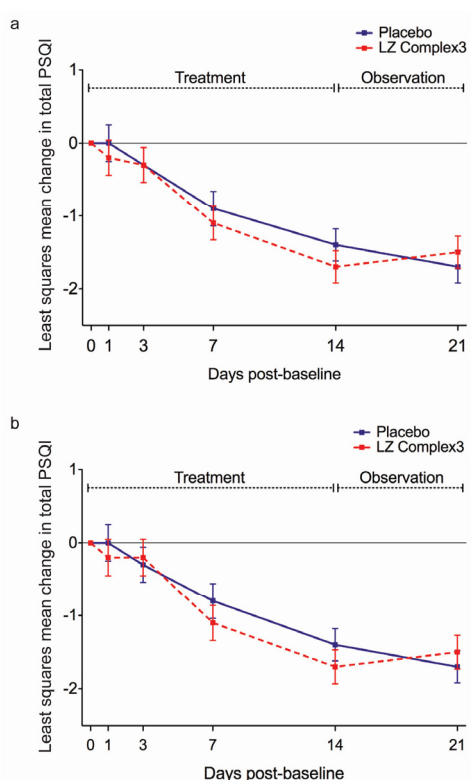 a
Placebo
LZ Complex3
Treatment
Observation
Least squares mean change in total PSQI
1
0
-1
-2
0 1 3 7 14 21
Days post-baseline
b
Placebo
LZ Complex3
Treatment
Observation
Least squares mean change in total PSQI
1
0
-1
-2
0 1 3 7 14 21
Days post-baseline